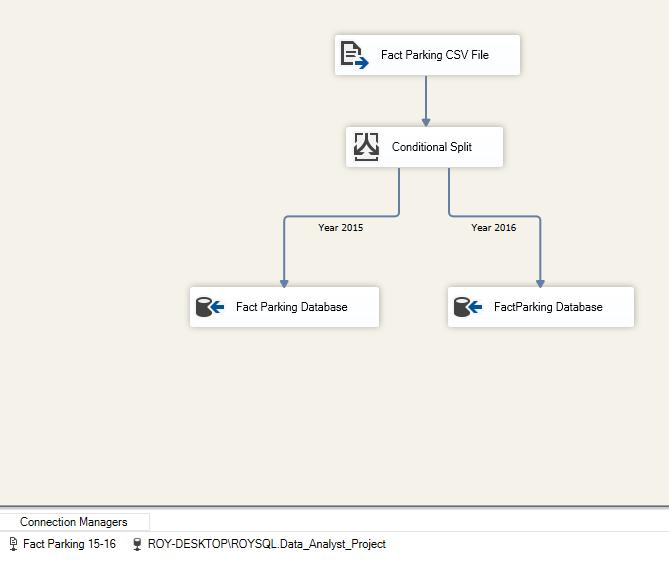 Fact Parking CSV File
Conditional Split
Year 2015
Year 2016
Fact Parking Database
FactParking Database
Connection Managers
Fact Parking 15-16
ROY-DESKTOP\ROYSQL.Data_Analyst_Project